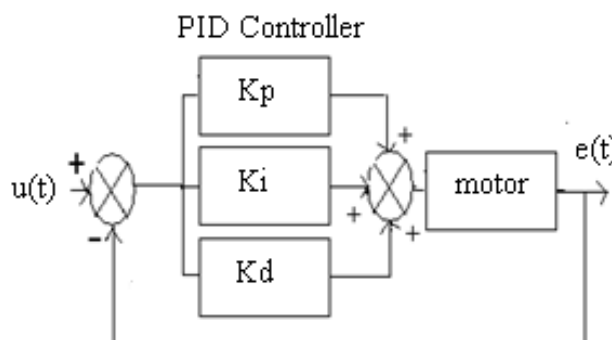 PID Controller
Kp
+
e(t)
+
u(t)
Ki
motor
+
+
-
Kd